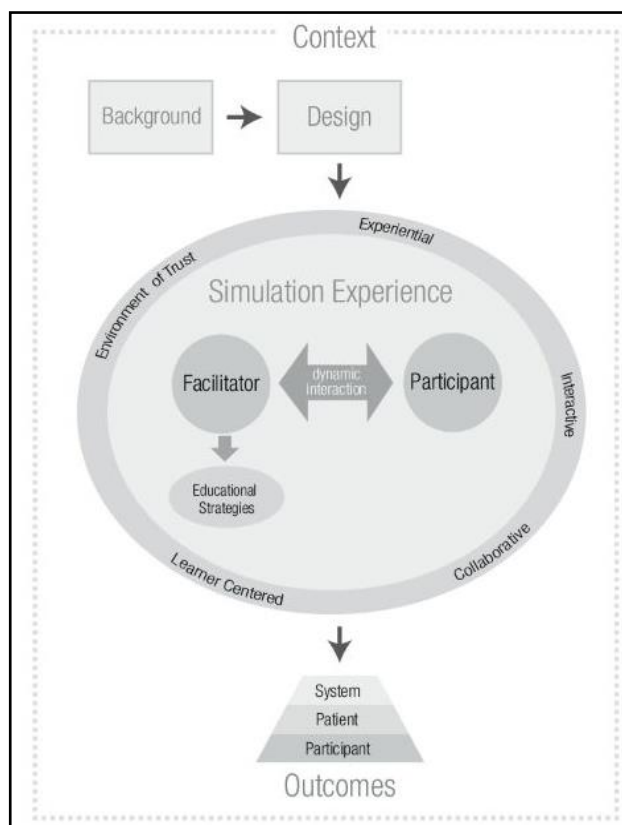 Context
Background
Design
Experiential
Environment of Trust
Simulation Experience
Facilitator
dynamic
interaction
Participant
Interactive
Educational
Strategies
Learner Centered
Collaborative
System
Patient
Participant
Outcomes